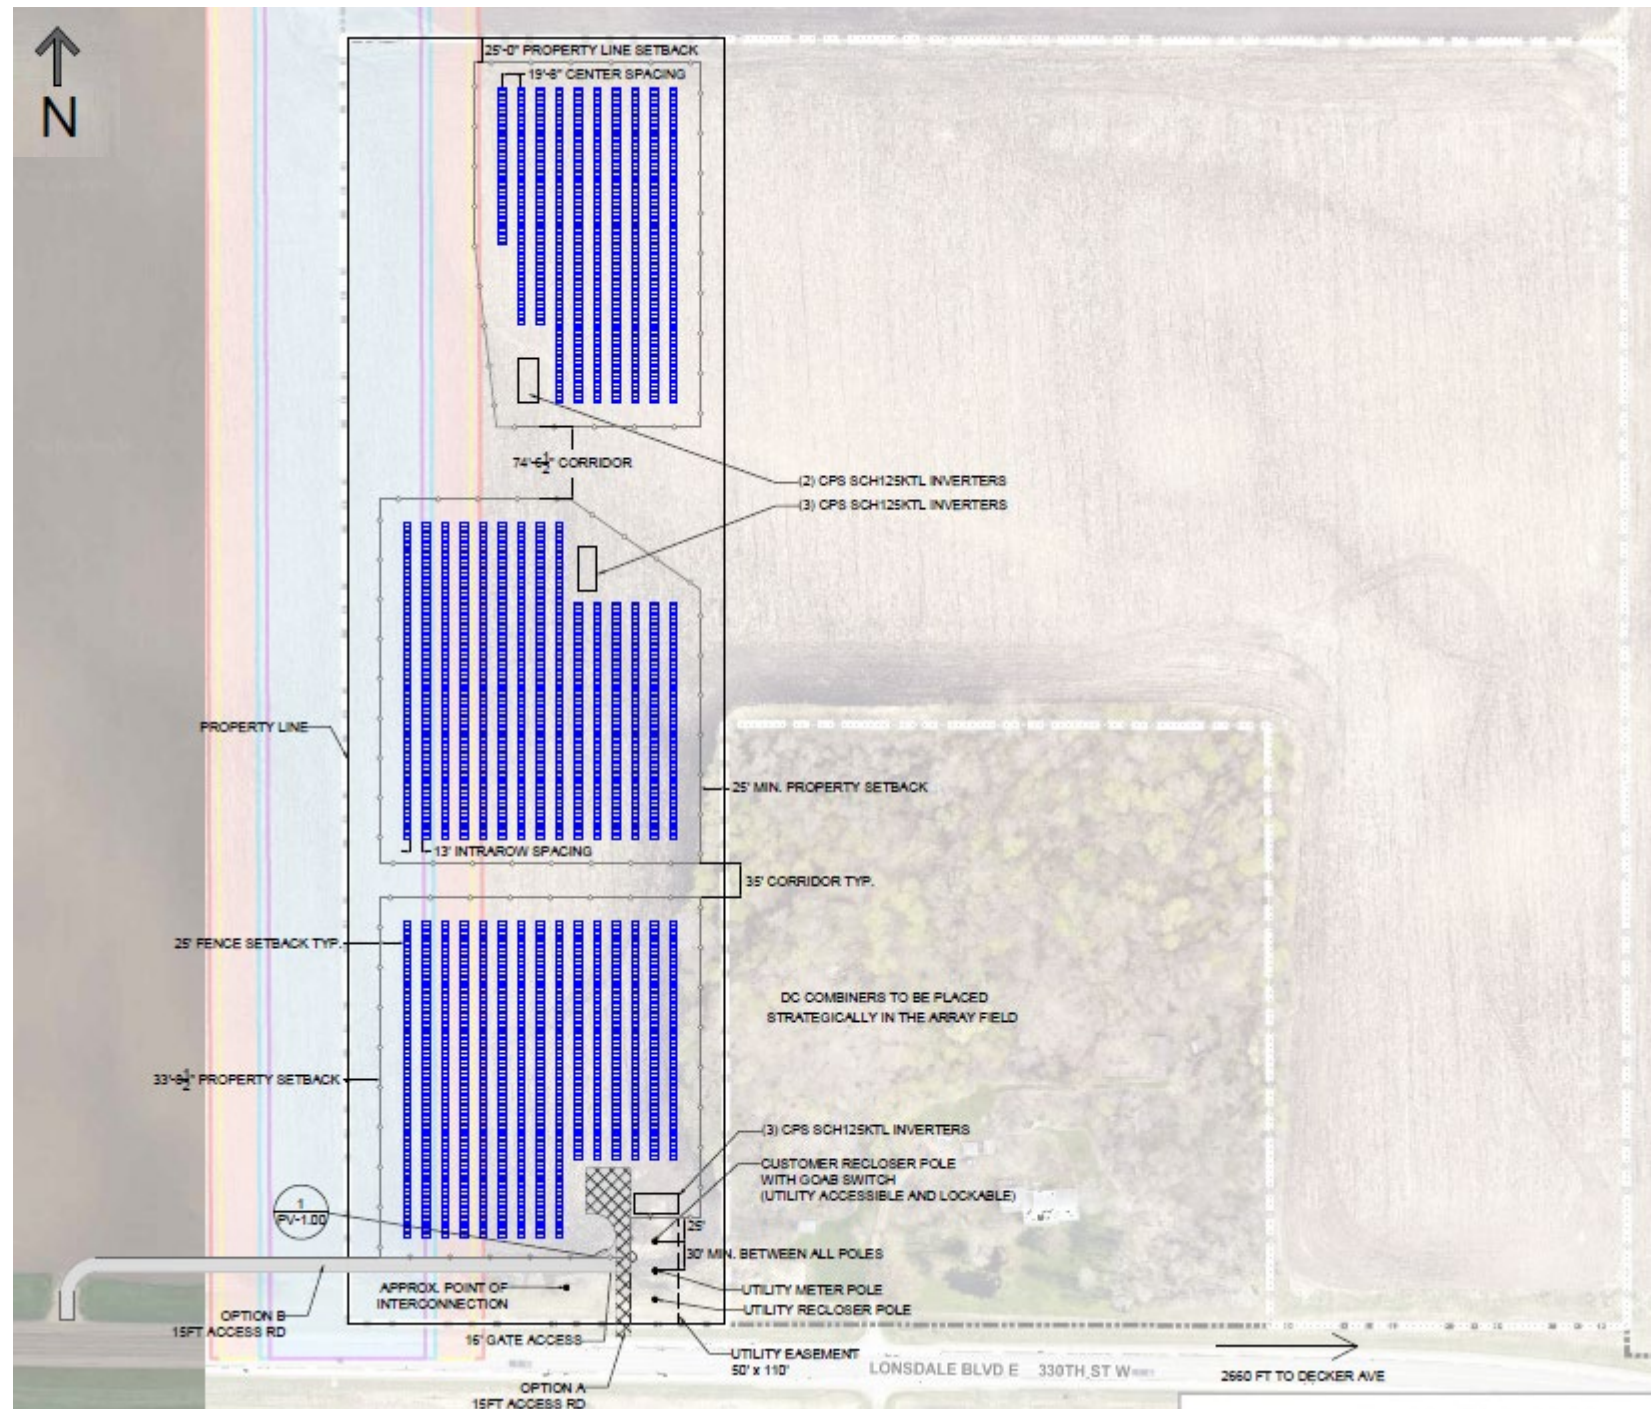 N
25'-0" PROPERTY LINE SETBACK
19'-8" CENTER SPACING
74'-6½" CORRIDOR
(2) CPS SCH125KTL INVERTERS
(3) CPS SCH125KTL INVERTERS
PROPERTY LINE
25' MIN. PROPERTY SETBACK
13' INTRAROW SPACING
35' CORRIDOR TYP.
25' FENCE SETBACK TYP.
DC COMBINERS TO BE PLACED
STRATEGICALLY IN THE ARRAY FIELD
PROPERTY SETBACK
(3) CPS SCH125KTL INVERTERS
CUSTOMER RECLOSER POLE
WITH GOAB SWITCH
(UTILITY ACCESSIBLE AND LOCKABLE)
1
PV-1.00
25'
30' MIN. BETWEEN ALL POLES
APPROX. POINT OF
INTERCONNECTION
UTILITY METER POLE
UTILITY RECLOSER POLE
OPTION B
15FT ACCESS RD
16' GATE ACCESS
UTILITY EASEMENT
50' x 110'
LONSDALE BLVD E 330TH ST W
2660 FT TO DECKER AVE
OPTION A
15FT ACCESS RD